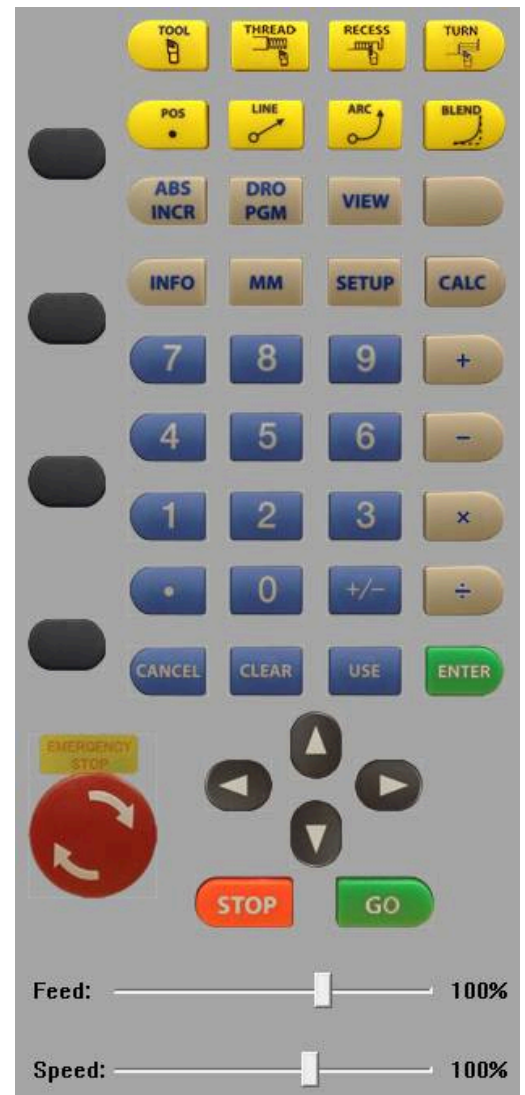 TOOL THREAD RECESS TURN
POS LINE ARC BLEND
ABS DRO VIEW
INCR PGM
INFO MM SETUP CALC
7 8 9 +
4 5 6 −
1 2 3 ×
• 0 +/− ÷
CANCEL CLEAR USE ENTER
EMERGENCY
STOP
STOP GO
Feed: 100%
Speed: 100%